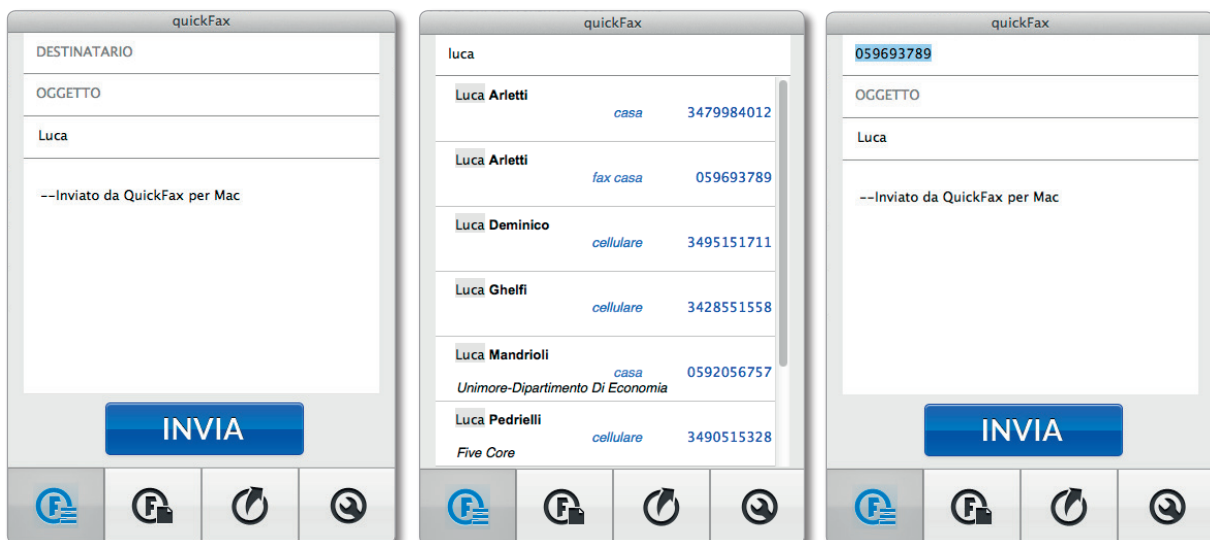 quickFax
DESTINATARIO
OGGETTO
Luca
--Inviato da QuickFax per Mac
INVIA
quickFax
luca
Luca Arletti
casa 3479984012
Luca Arletti
fax casa 059693789
Luca Deminico
cellulare 3495151711
Luca Ghelfi
cellulare 3428551558
Luca Mandrioli
casa 0592056757
Unimore-Dipartimento Di Economia
Luca Pedrielli
cellulare 3490515328
Five Core
quickFax
059693789
OGGETTO
Luca
--Inviato da QuickFax per Mac
INVIA